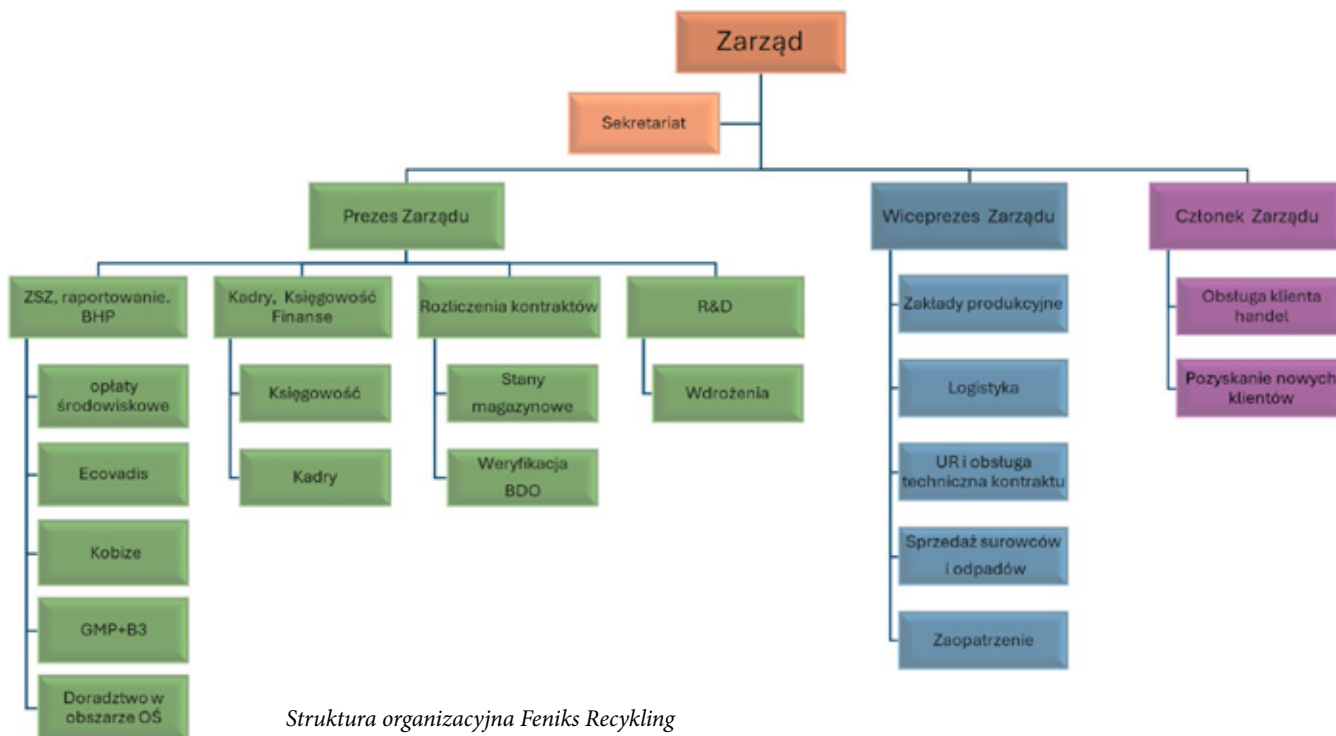 Zarząd
Sekretariat
Prezes Zarządu
Wiceprezes Zarządu
Członek Zarządu
ZSZ, raportowanie.
BHP
Kadry, Księgowość
Finanse
Rozliczenia kontraktów
R&D
Zakłady produkcyjne
Obsługa klienta
handel
opłaty
środowiskowe
Księgowość
Stany
magazynowe
Wdrożenia
Logistyka
Pozyskanie nowych
klientów
Ecovadis
Kadry
Weryfikacja
BDO
UR i obsługa
techniczna kontraktu
Kobize
Sprzedaż surowców
i odpadów
GMP+B3
Zaopatrzenie
Doradztwo w
obszarze OŚ
Struktura organizacyjna Feniks Recykling